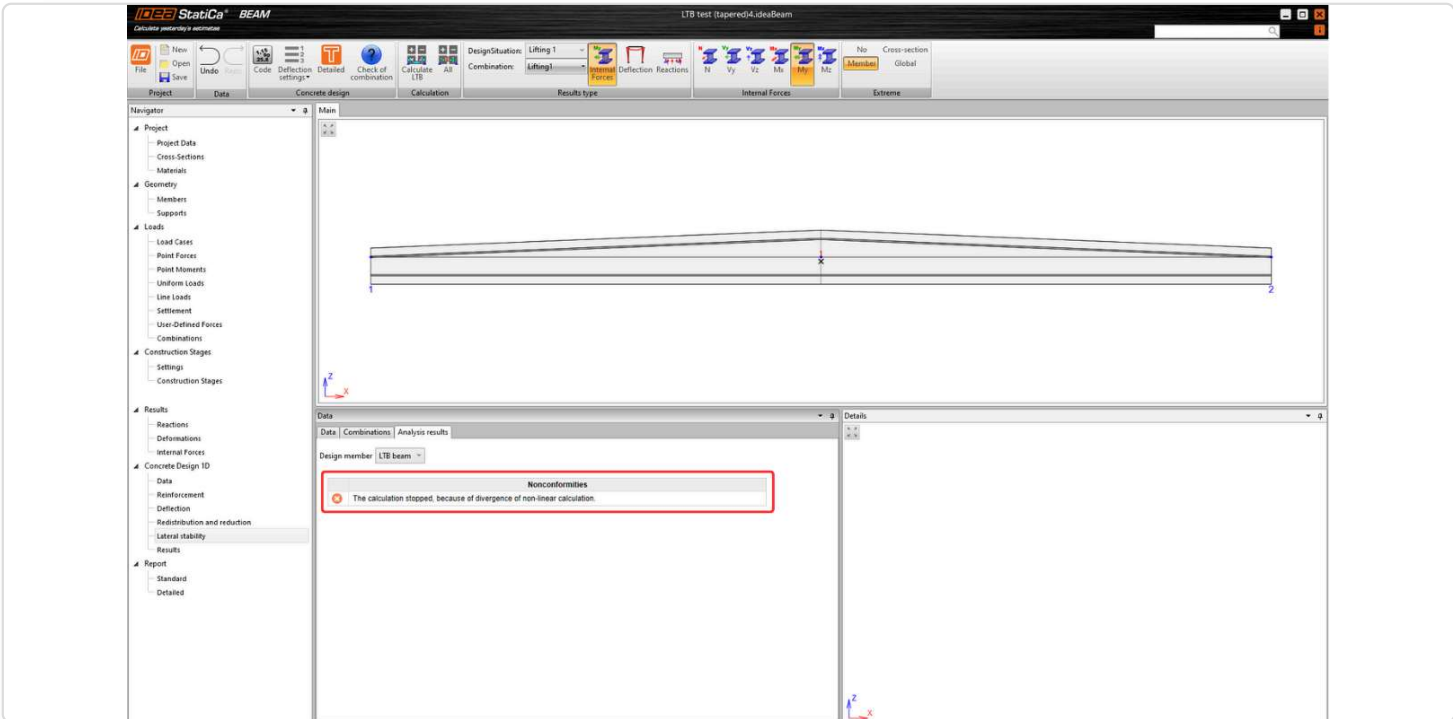 IDEA StatiCa® BEAM
Calculate yesterday's estimates
LTB test (tapered)4.ideaBeam
File
New
Open
Save
Undo
Code
Deflection settings
Detailed
Check of combination
Calculate LTB
All
DesignSituation: Lifting 1
Combination: Lifting1
Internal Forces
Deflection
Reactions
N
Vy
Vz
Mx
My
Mz
No
Cross-section
Member
Global
Project
Data
Concrete design
Calculation
Results type
Internal Forces
Extreme
Navigator
Project
Project Data
Cross-Sections
Materials
Geometry
Members
Supports
Loads
Load Cases
Point Forces
Point Moments
Uniform Loads
Line Loads
Settlement
User-Defined Forces
Combinations
Construction Stages
Settings
Construction Stages
Results
Reactions
Deformations
Internal Forces
Concrete Design 1D
Data
Reinforcement
Deflection
Redistribution and reduction
Lateral stability
Results
Report
Standard
Detailed
Main
1
2
Z
X
Data
Data Combinations Analysis results
Design member LTB beam
Nonconformities
The calculation stopped, because of divergence of non-linear calculation.
Details
Z
X